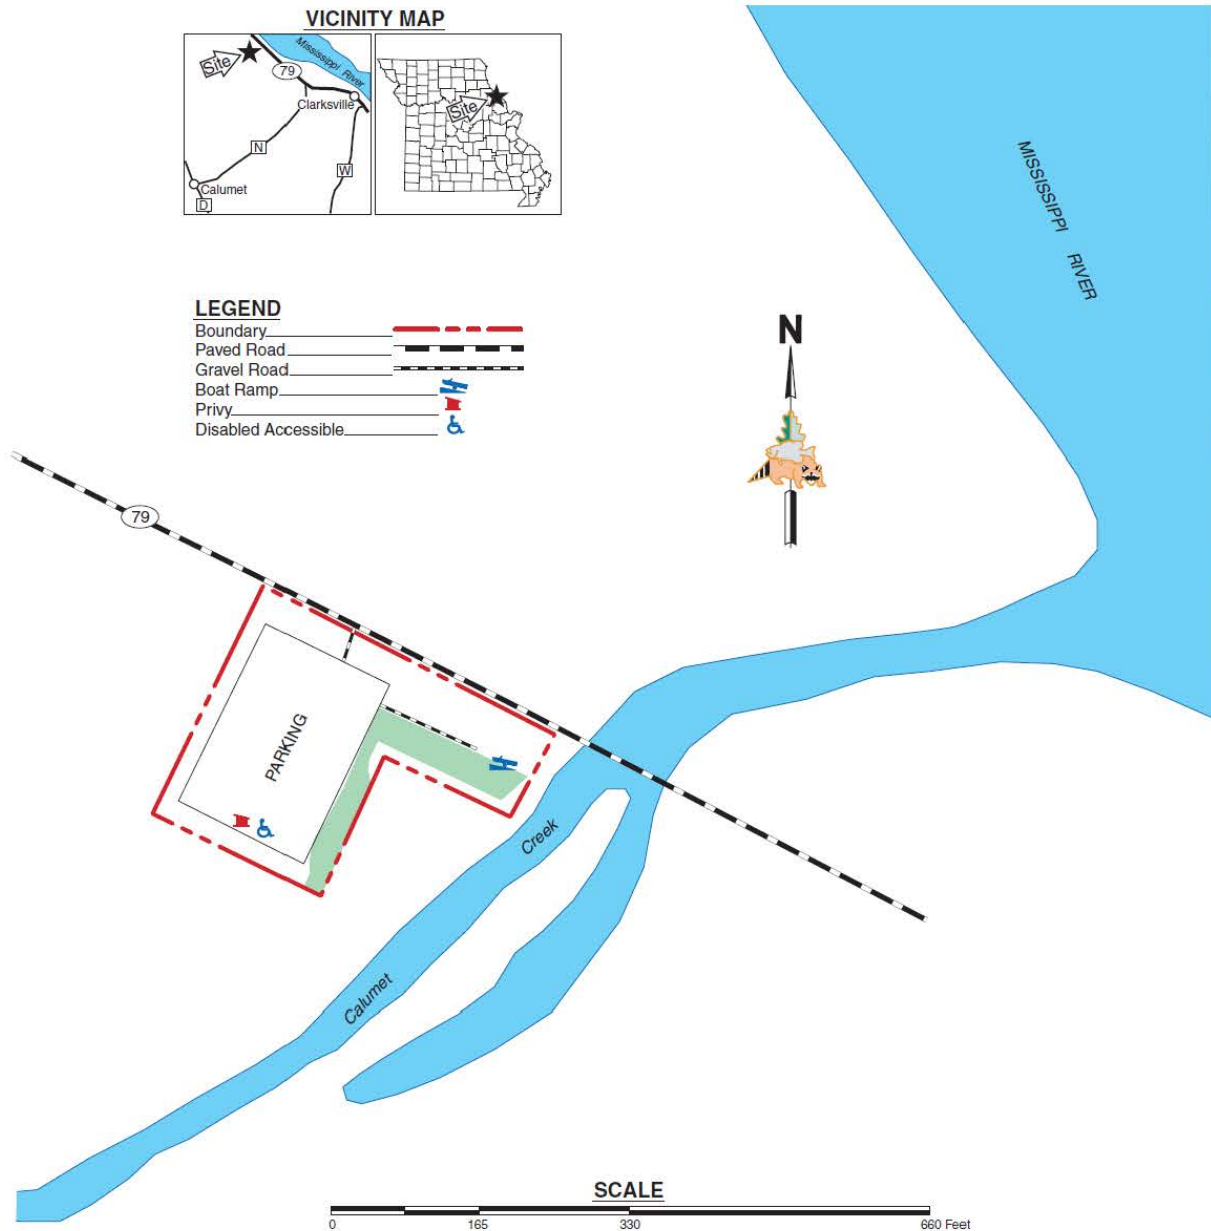 VICINITY MAP
Site
79
Mississippi River
Clarksville
N
W
Calumet
D
Site
MISSISSIPPI RIVER
LEGEND
Boundary
Paved Road
Gravel Road
Boat Ramp
Privy
Disabled Accessible
N
79
PARKING
Calumet Creek
SCALE
0 165 330 660 Feet